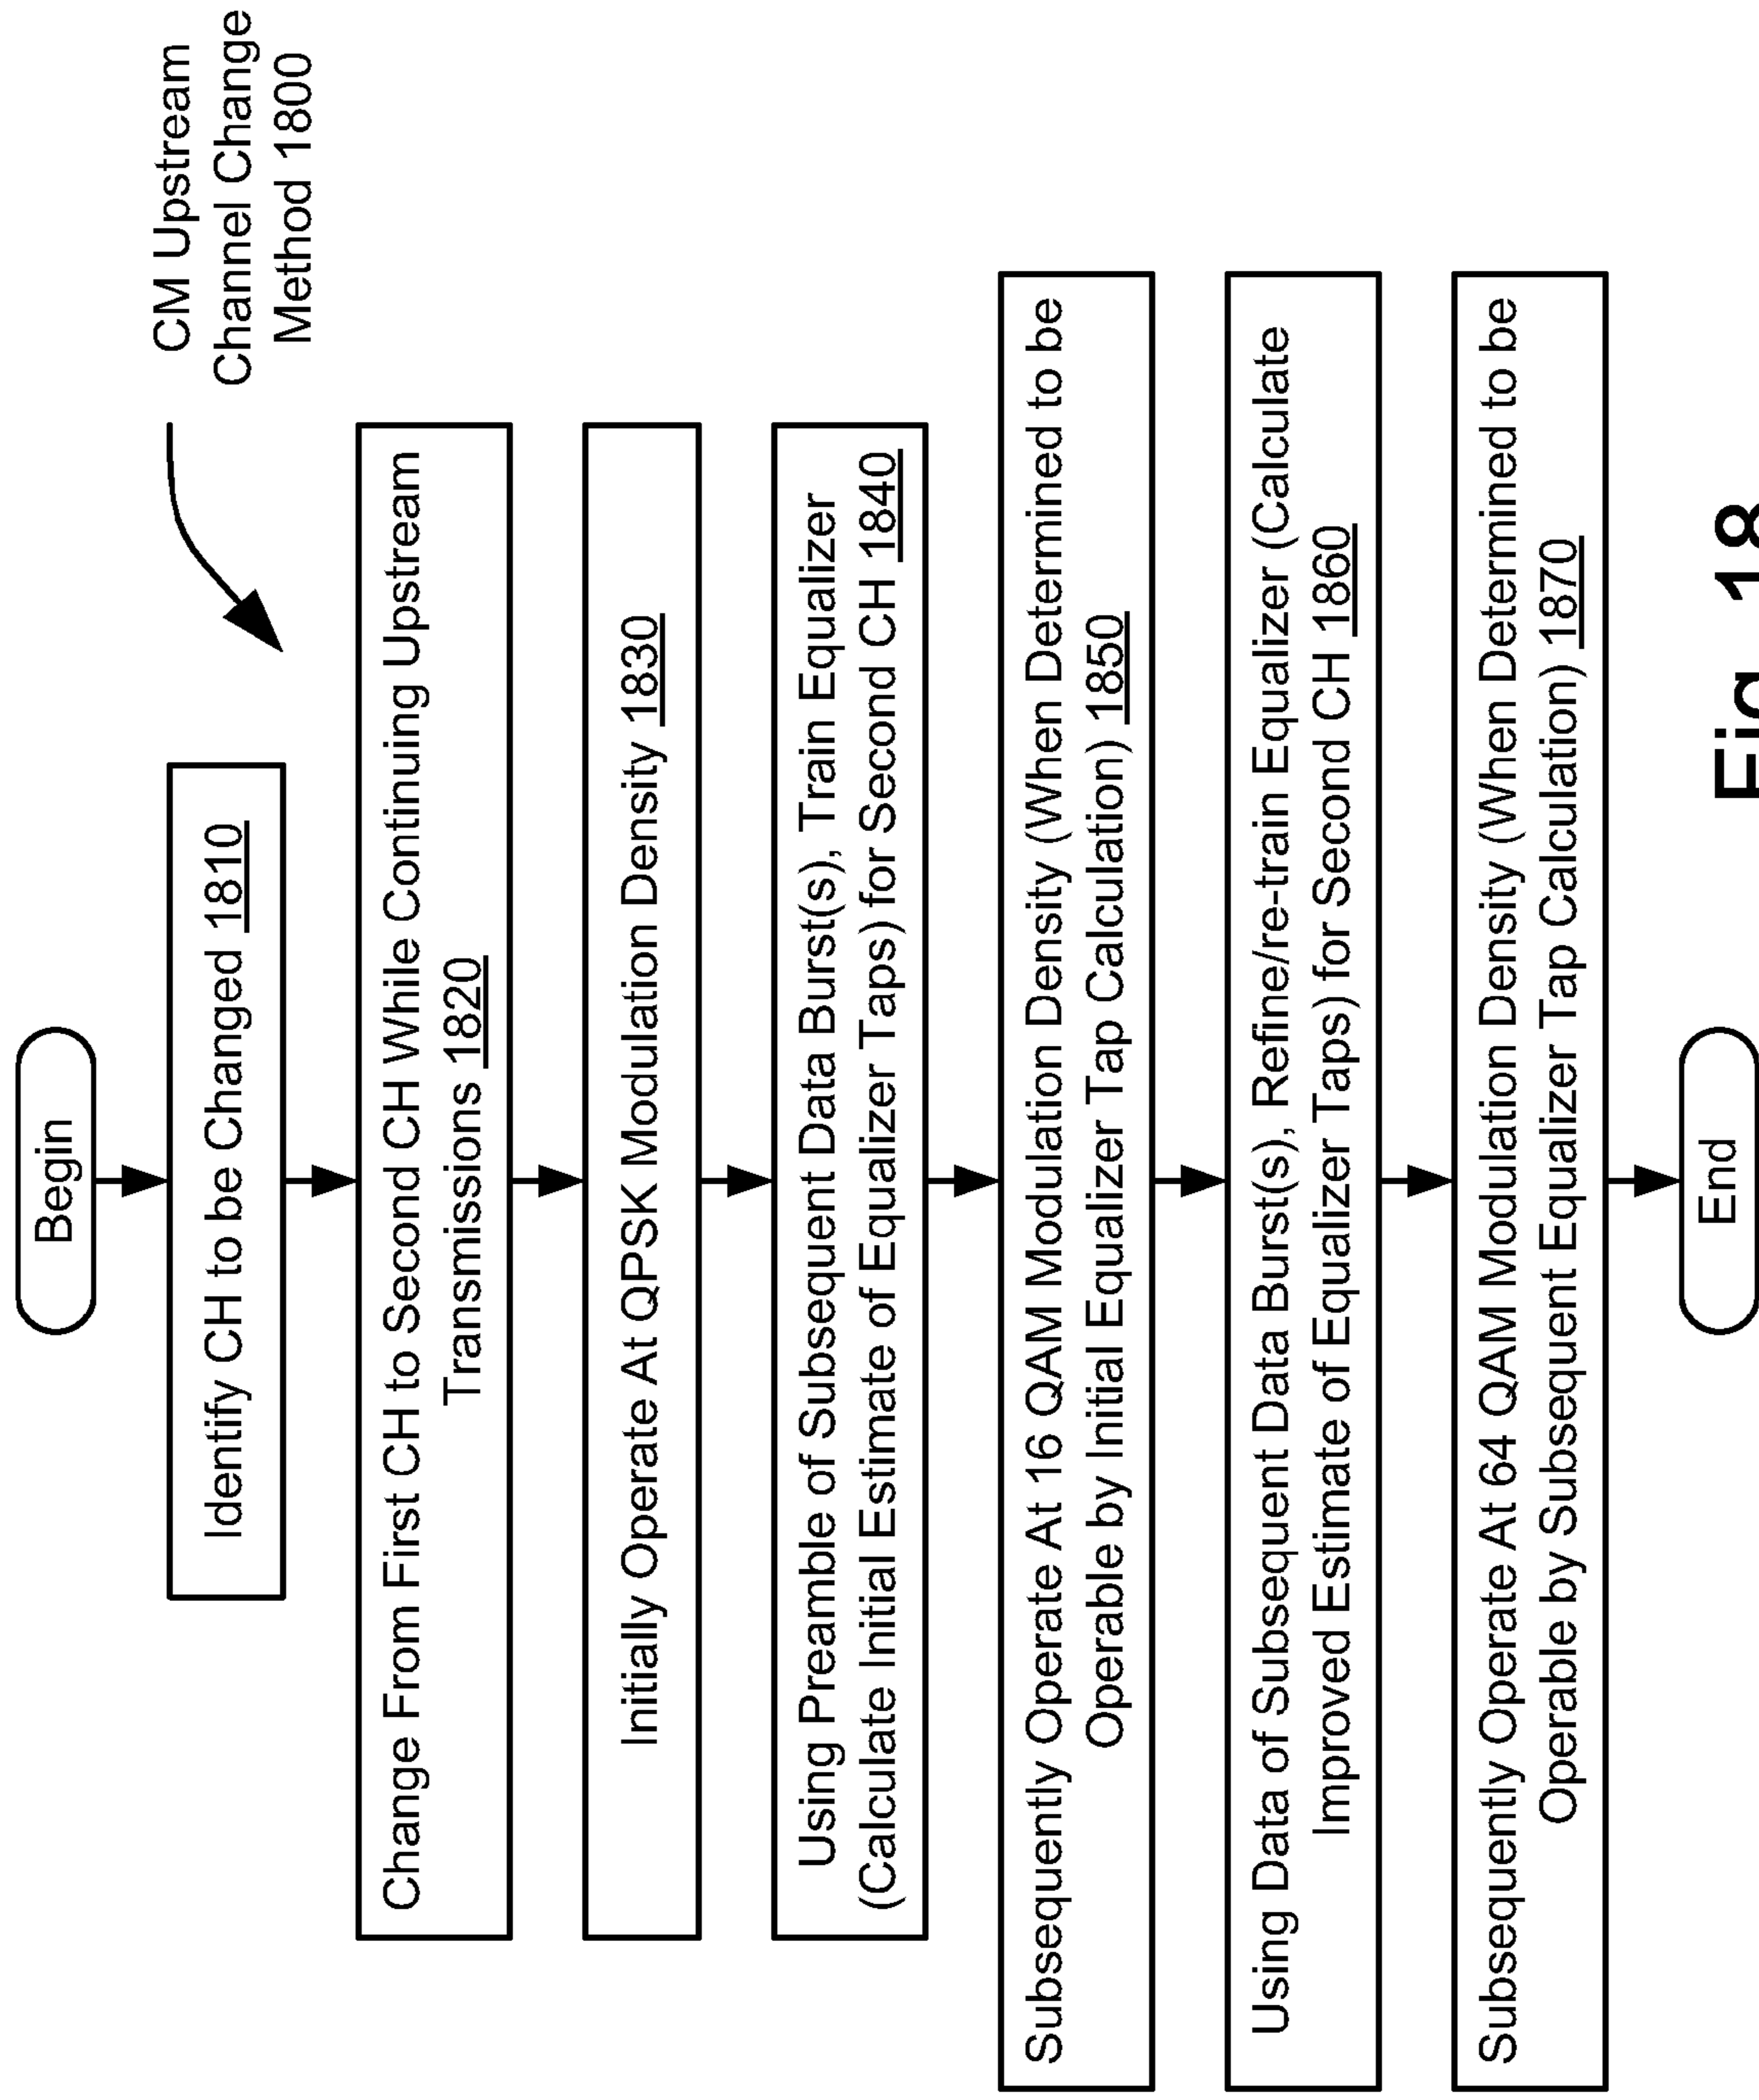 CM Upstream
Channel Change
Method 1800
Begin
Identify CH to be Changed 1810
Change From First CH to Second CH While Continuing Upstream
Transmissions 1820
Initially Operate At QPSK Modulation Density 1830
Using Preamble of Subsequent Data Burst(s), Train Equalizer
(Calculate Initial Estimate of Equalizer Taps) for Second CH 1840
Subsequently Operate At 16 QAM Modulation Density (When Determined to be
Operable by Initial Equalizer Tap Calculation) 1850
Using Data of Subsequent Data Burst(s), Refine/re-train Equalizer (Calculate
Improved Estimate of Equalizer Taps) for Second CH 1860
Subsequently Operate At 64 QAM Modulation Density (When Determined to be
Operable by Subsequent Equalizer Tap Calculation) 1870
End
Fig. 18